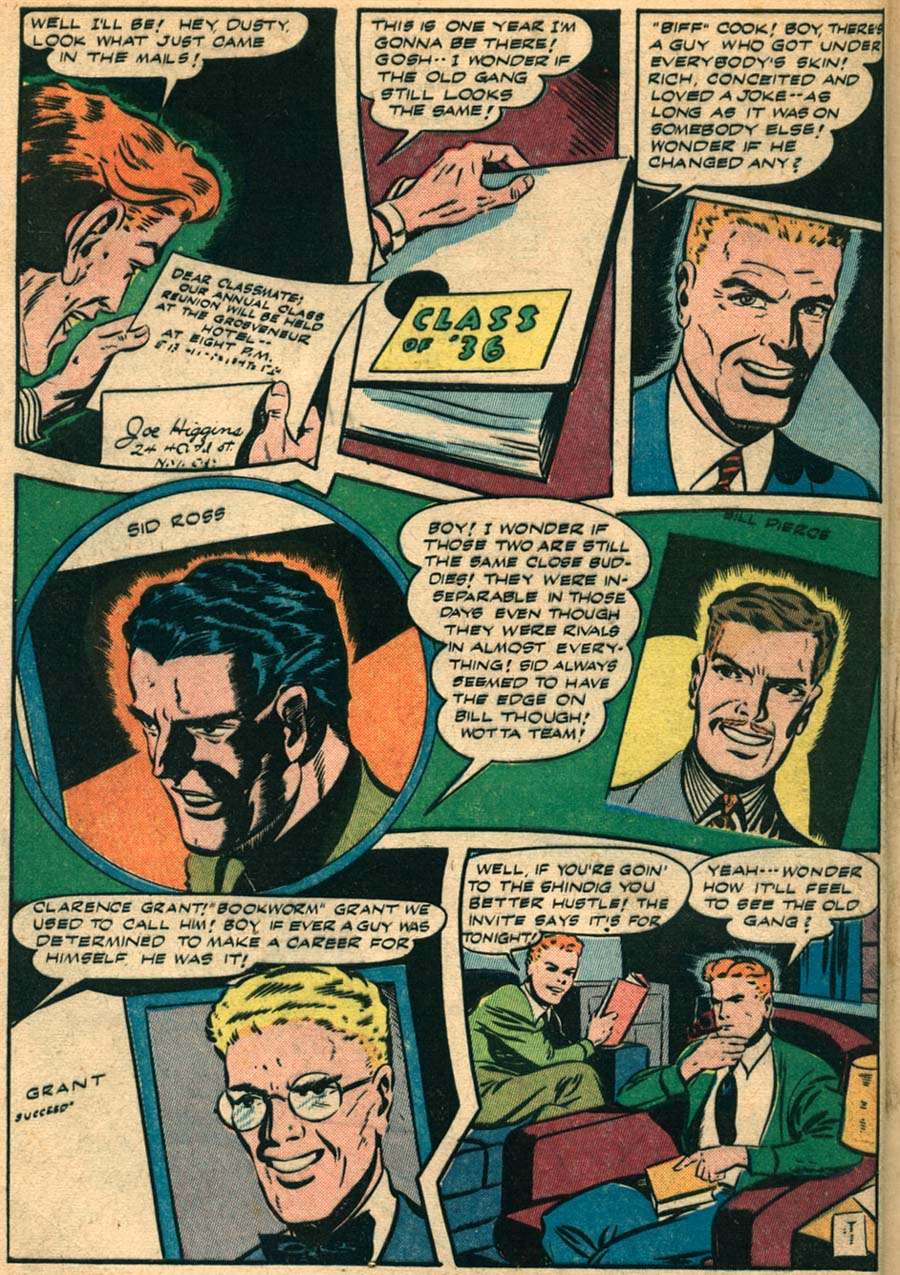 WELL I'LL BE! HEY, DUSTY,
LOOK WHAT JUST CAME
IN THE MAILS!
DEAR CLASSMATE;
OUR ANNUAL CLASS
REUNION WILL BE HELD
AT THE GROSVENEUR
HOTEL--
AT EIGHT P.M.
Joe Higgins
THIS IS ONE YEAR I'M
GONNA BE THERE!
GOSH-- I WONDER IF
THE OLD GANG
STILL LOOKS
THE SAME!
CLASS
OF '36
"BIFF" COOK! BOY, THERE'S
A GUY WHO GOT UNDER
EVERYBODY'S SKIN!
RICH, CONCEITED AND
LOVED A JOKE--AS
LONG AS IT WAS ON
SOMEBODY ELSE!
WONDER IF HE
CHANGED ANY?
SID ROSS
BOY! I WONDER IF
THOSE TWO ARE STILL
THE SAME CLOSE BUD-
DIES! THEY WERE IN-
SEPARABLE IN THOSE
DAYS EVEN THOUGH
THEY WERE RIVALS
IN ALMOST EVERY-
THING! SID ALWAYS
SEEMED TO HAVE
THE EDGE ON
BILL THOUGH!
WOTTA TEAM!
BILL PIERCE
CLARENCE GRANT! "BOOKWORM" GRANT WE
USED TO CALL HIM! BOY, IF EVER A GUY WAS
DETERMINED TO MAKE A CAREER FOR
HIMSELF, HE WAS IT!
GRANT
SUCCEED"
WELL, IF YOU'RE GOIN'
TO THE SHINDIG YOU
BETTER HUSTLE! THE
INVITE SAYS IT'S FOR
TONIGHT!
YEAH---WONDER
HOW IT'LL FEEL
TO SEE THE OLD
GANG?